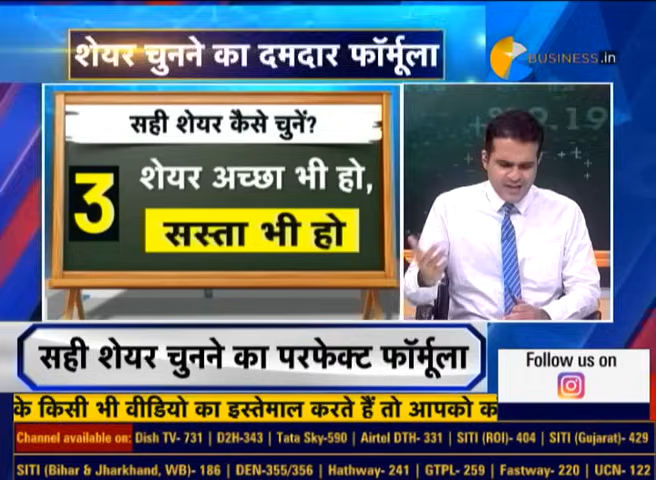 शेयर चुनने का दमदार फॉर्मूला
BUSINESS.in
सही शेयर कैसे चुनें?
3
शेयर अच्छा भी हो,
सस्ता भी हो
सही शेयर चुनने का परफेक्ट फॉर्मूला
Follow us on
के किसी भी वीडियो का इस्तेमाल करते हैं तो आपको क
Channel available on: Dish TV- 731 | D2H-343 | Tata Sky-590 | Airtel DTH- 331 | SITI (ROI)- 404 | SITI (Gujarat)- 429
SITI (Bihar & Jharkhand, WB)- 186 | DEN-355/356 | Hathway- 241 | GTPL- 259 | Fastway- 220 | UCN- 122